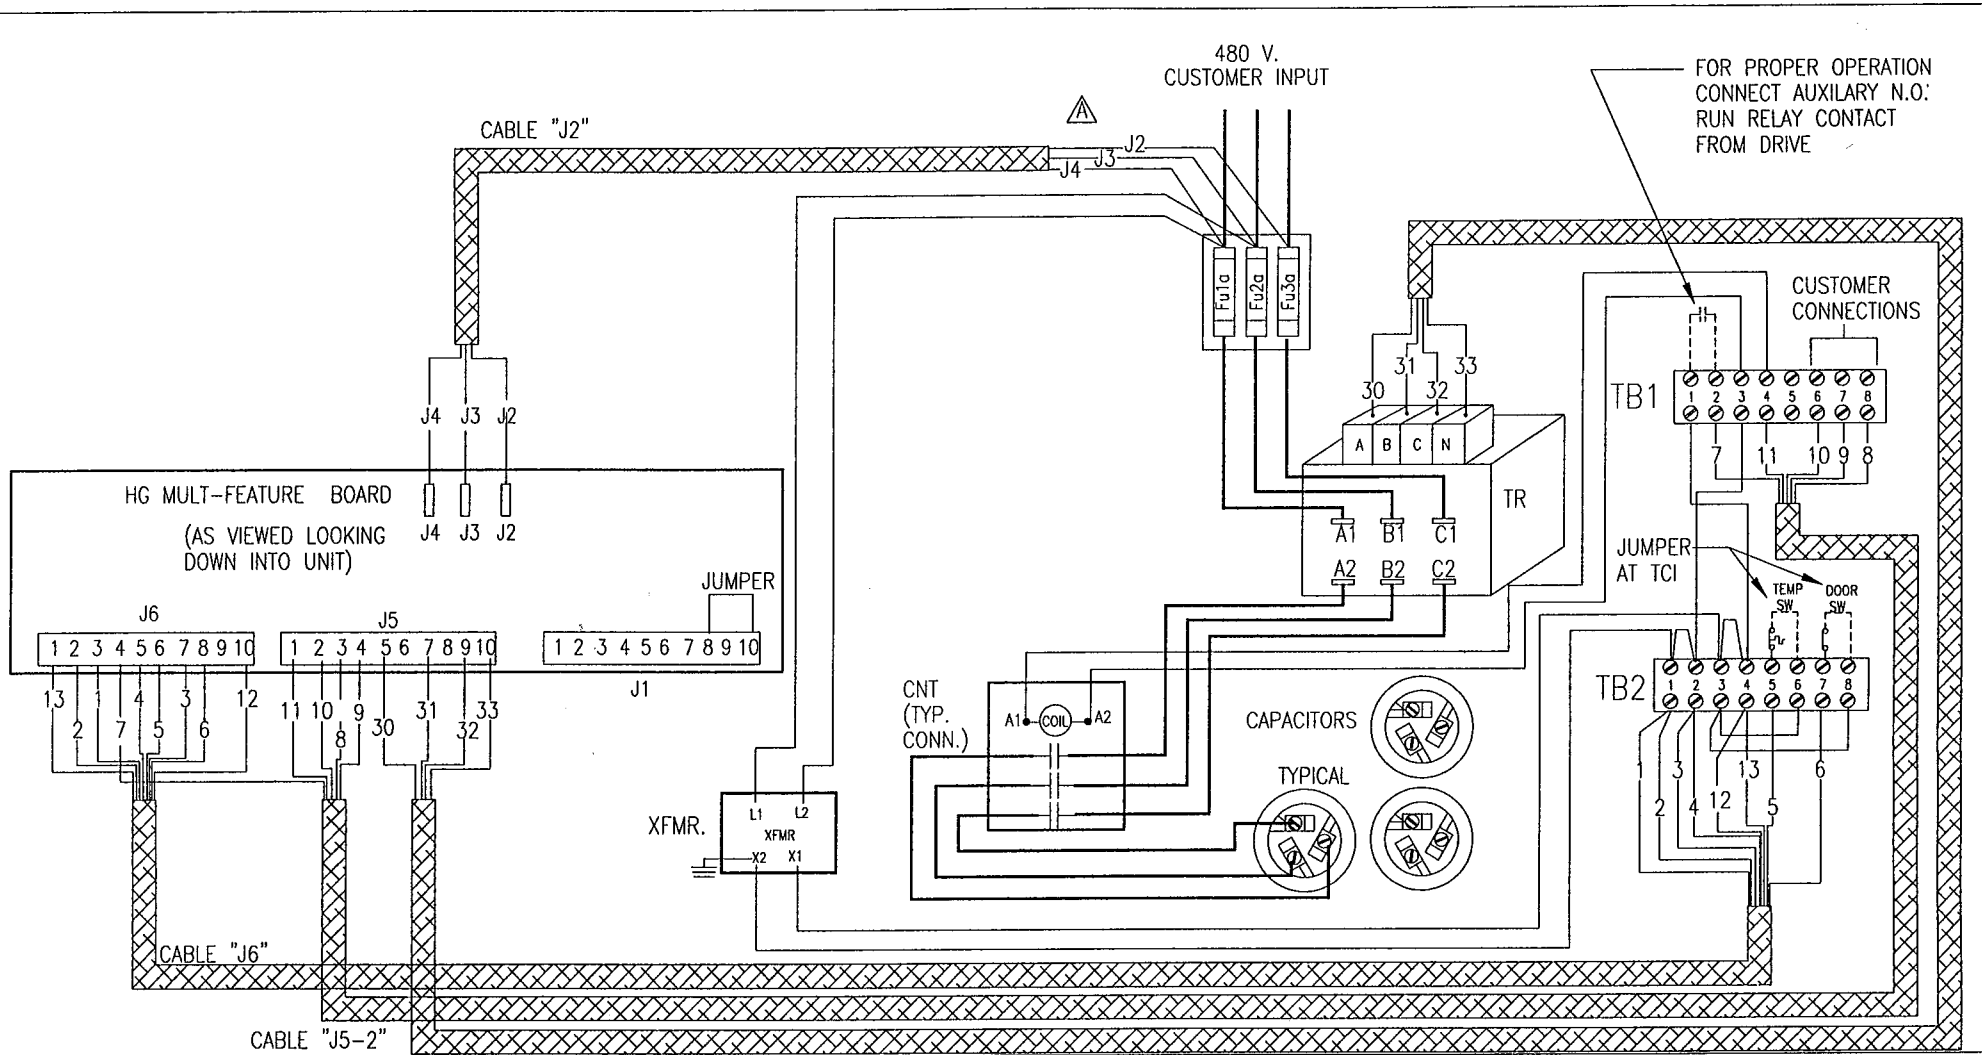 480 V.
CUSTOMER INPUT
FOR PROPER OPERATION
CONNECT AUXILARY N.O.
RUN RELAY CONTACT
FROM DRIVE
A
CABLE "J2"
J2
J3
J4
Fu1a
Fu2a
Fu3a
CUSTOMER
CONNECTIONS
30 31 32 33
A B C N
TR
A1 B1 C1
A2 B2 C2
TB1
1 2 3 4 5 6 7 8
7 11 10 9 8
J4 J3 J2
HG MULT-FEATURE BOARD
(AS VIEWED LOOKING
DOWN INTO UNIT)
J4 J3 J2
JUMPER
J6
1 2 3 4 5 6 7 8 9 10
J5
1 2 3 4 5 6 7 8 9 10
1 2 3 4 5 6 7 8 9 10
J1
13 2 1 7 4 5 3 6 12
11 10 8 9 30 31 32 33
JUMPER
AT TCI
TEMP
SW
DOOR
SW
TB2
1 2 3 4 5 6 7 8
1 2 3 4 12 13 5 6
CNT
(TYP.
CONN.)
A1 COIL A2
CAPACITORS
TYPICAL
XFMR.
L1 L2
XFMR
X2 X1
CABLE "J6"
CABLE "J5-2"